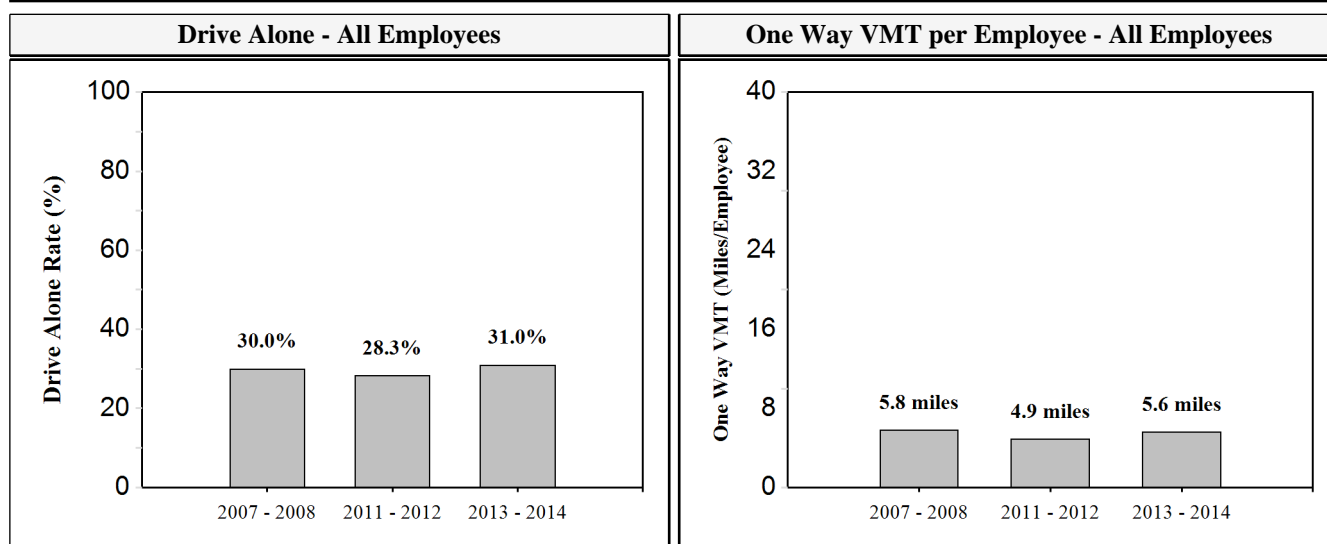 Drive Alone - All Employees
One Way VMT per Employee - All Employees
Drive Alone Rate (%)
100
80
60
40
20
0
30.0%
28.3%
31.0%
2007 - 2008
2011 - 2012
2013 - 2014
One Way VMT (Miles/Employee)
40
32
24
16
8
0
5.8 miles
4.9 miles
5.6 miles
2007 - 2008
2011 - 2012
2013 - 2014